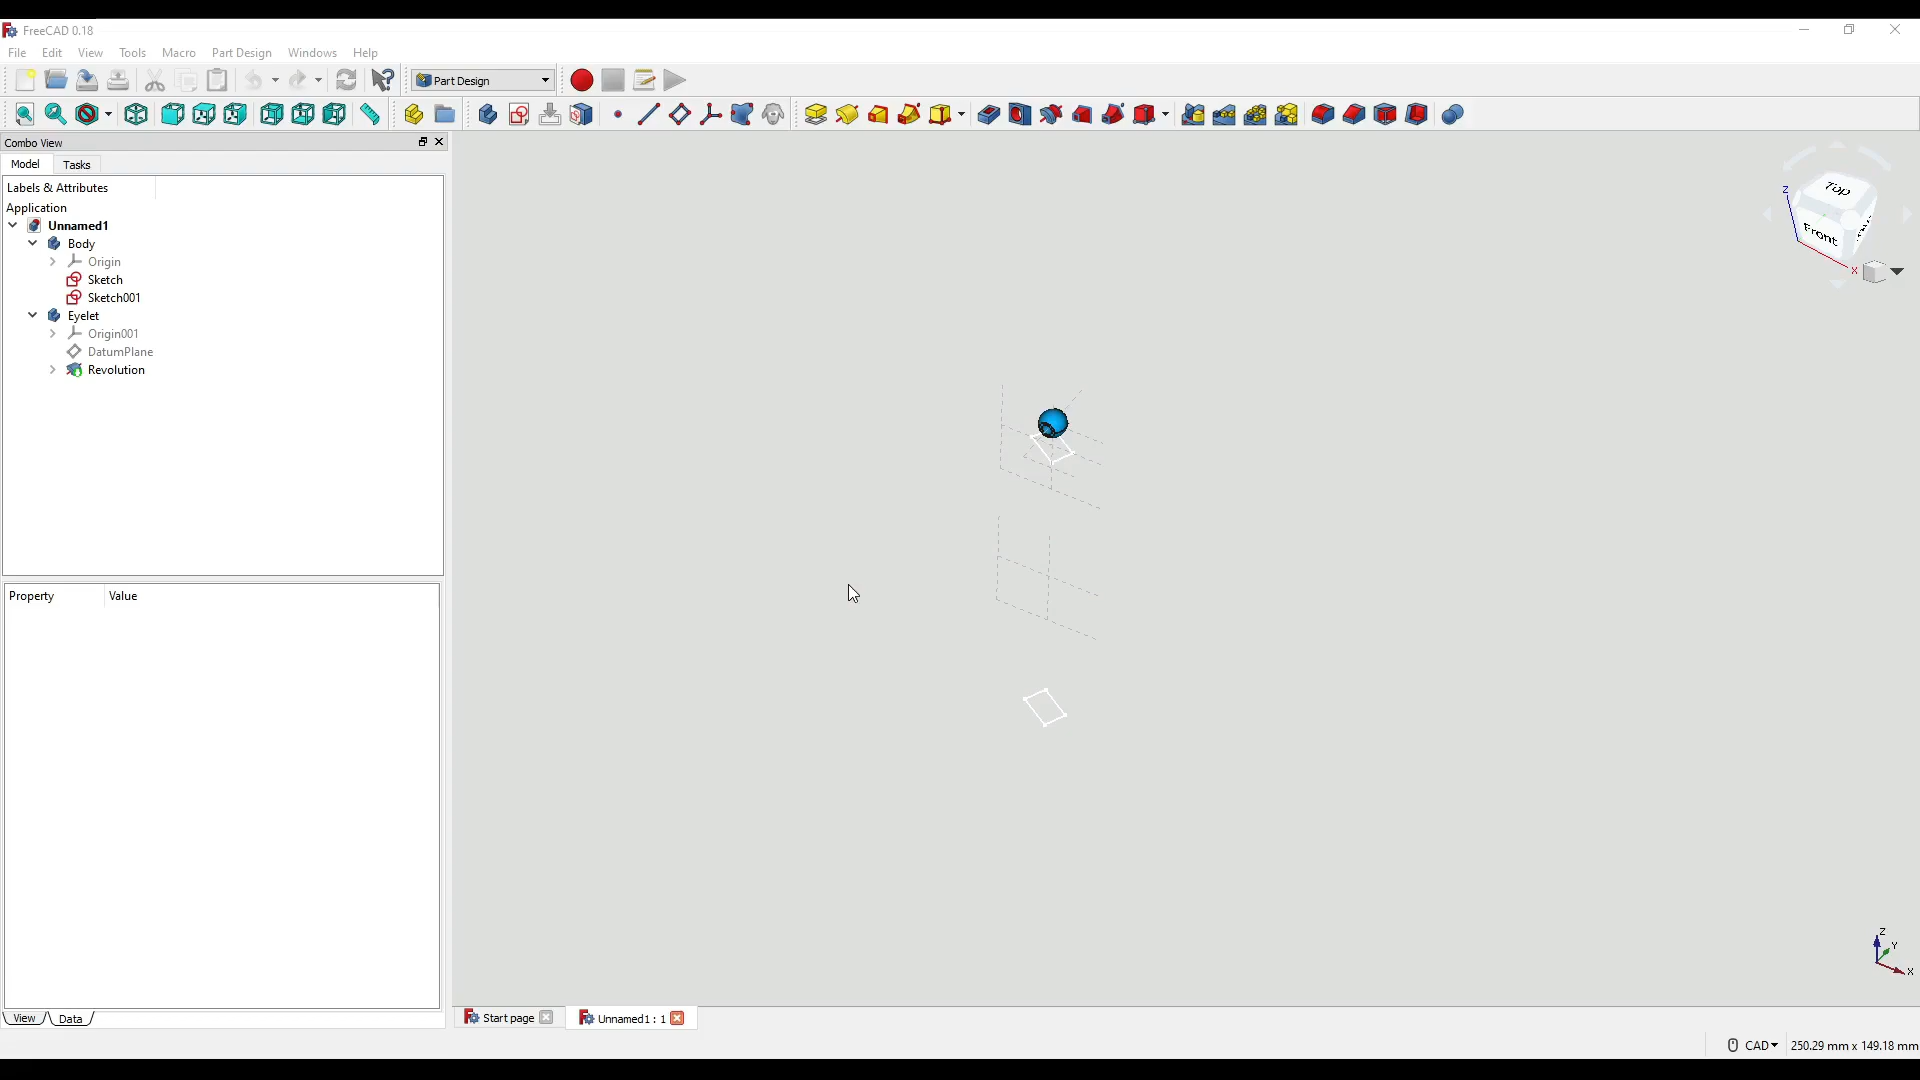 FreeCAD 0.18
File Edit View Tools Macro Part Design Windows Help
Part Design
Combo View
Model Tasks
Labels & Attributes
Application
Unnamed1
Body
Origin
Sketch
Sketch001
Eyelet
Origin001
DatumPlane
Revolution
Property Value
View Data
Top
Front
Z
X
Z
Y
X
Start page
Unnamed1 : 1
CAD
250.29 mm x 149.18 mm